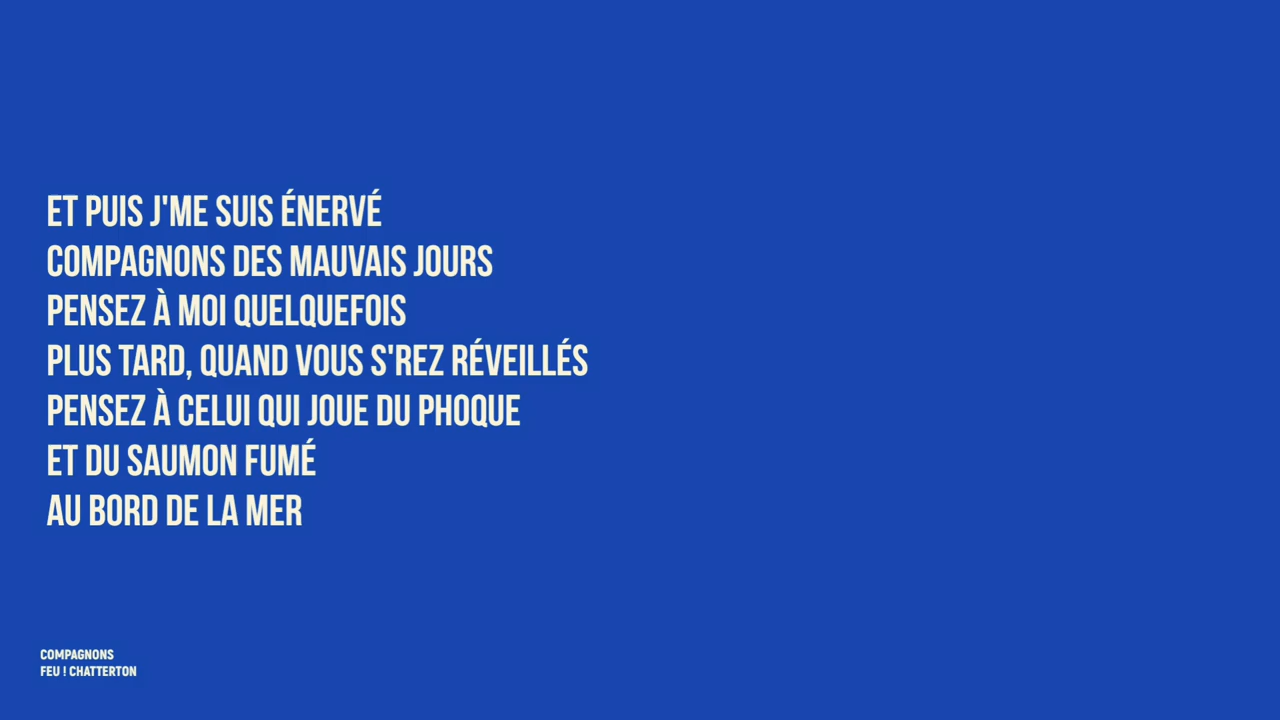 ET PUIS J'ME SUIS ÉNERVÉ
COMPAGNONS DES MAUVAIS JOURS
PENSEZ À MOI QUELQUEFOIS
PLUS TARD, QUAND VOUS S'REZ RÉVEILLÉS
PENSEZ À CELUI QUI JOUE DU PHOQUE
ET DU SAUMON FUMÉ
AU BORD DE LA MER
COMPAGNONS
FEU ! CHATTERTON